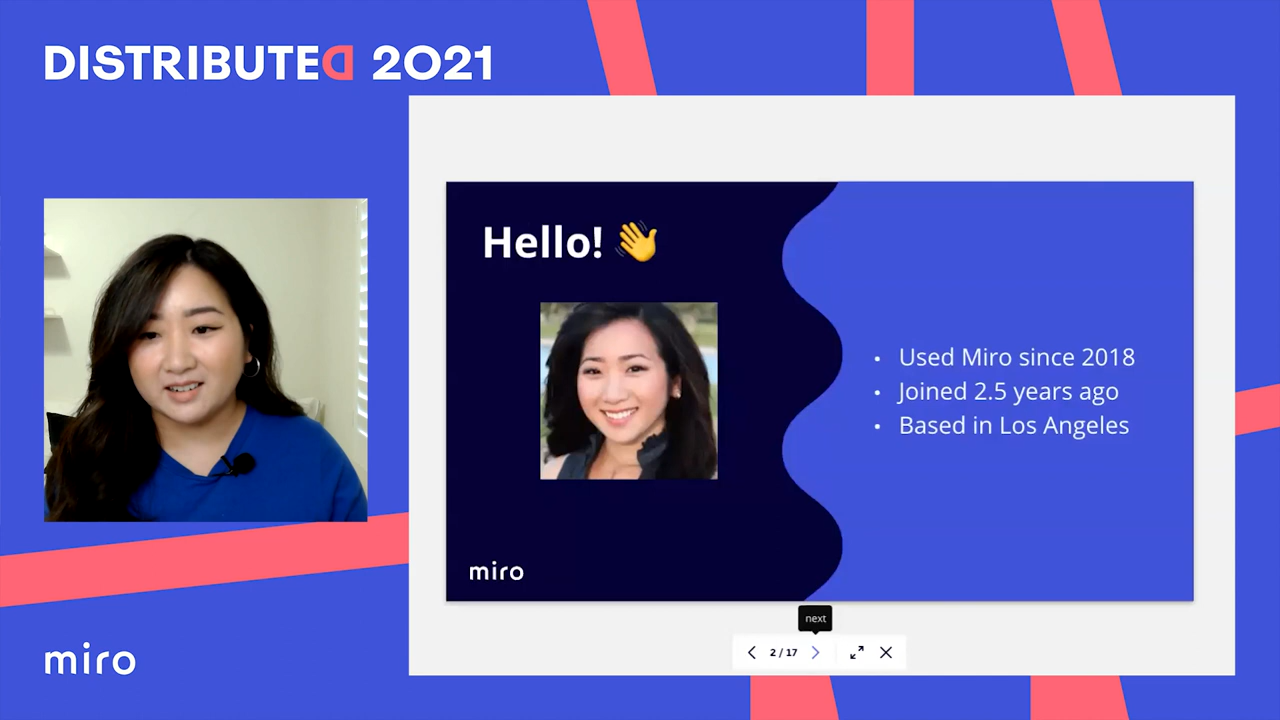 DISTRIBUTED 2021
Hello! 👋
• Used Miro since 2018
• Joined 2.5 years ago
• Based in Los Angeles
miro
next
2 / 17
miro